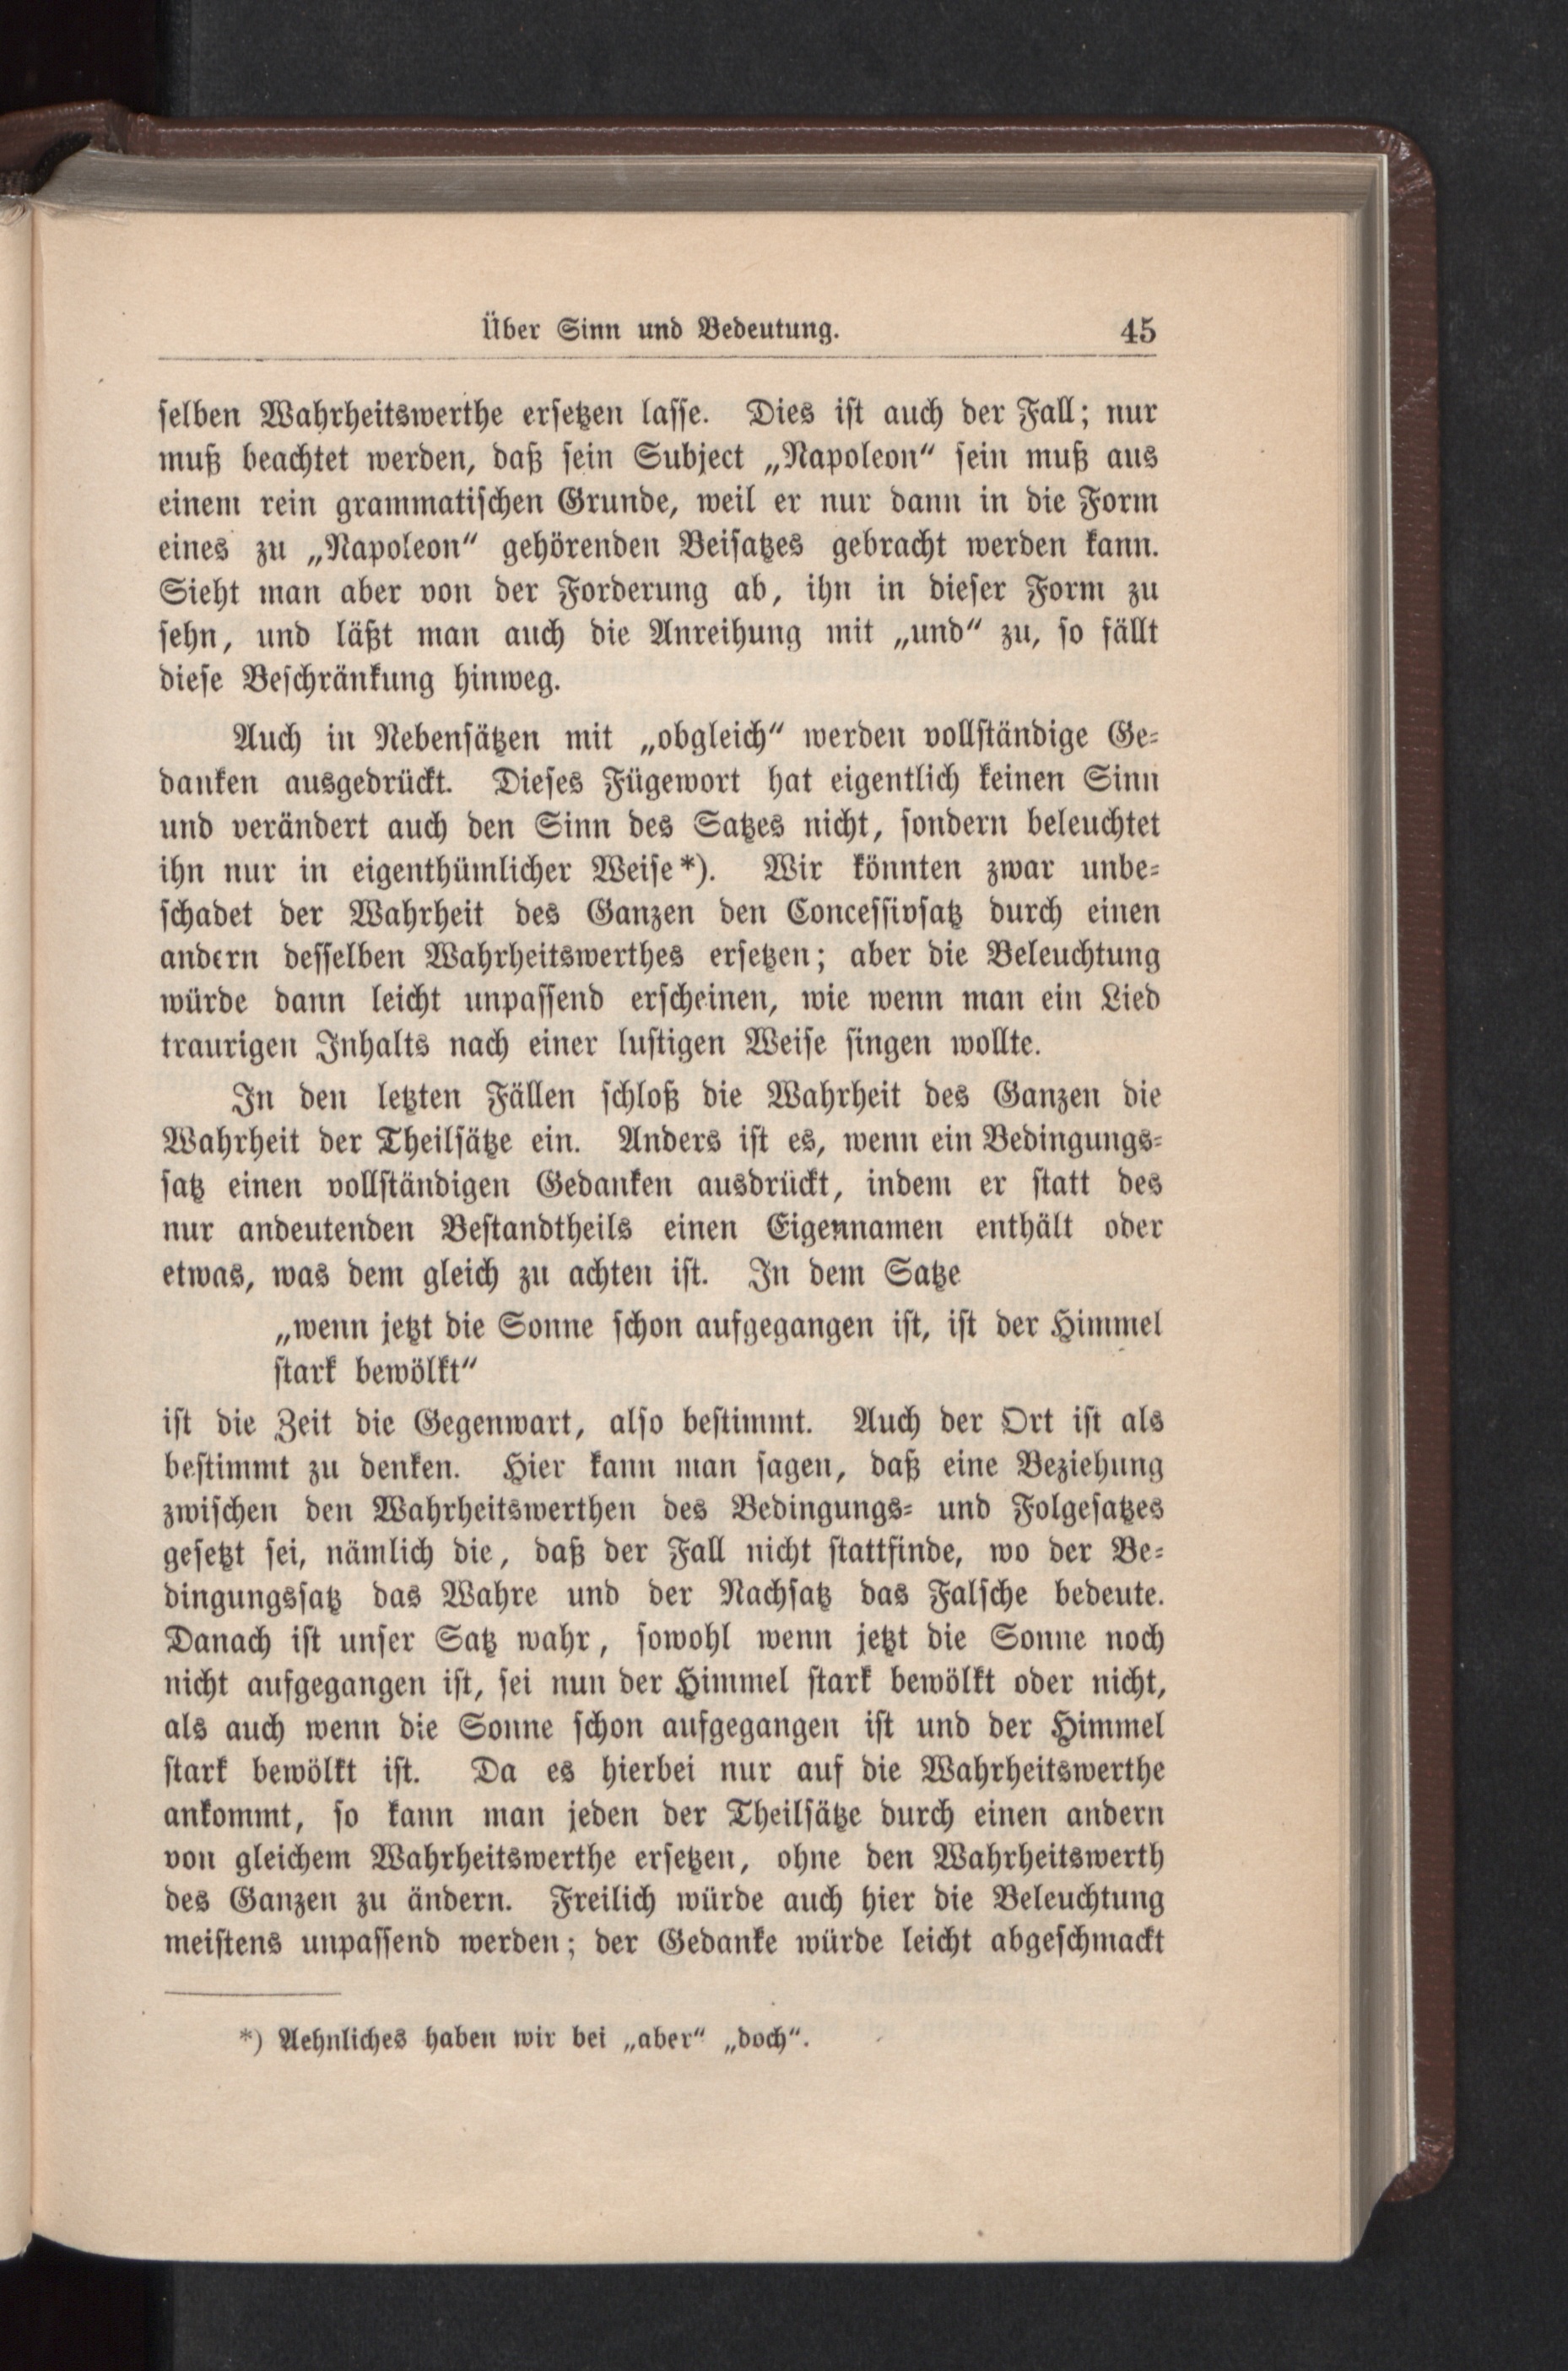 Über Sinn und Bedeutung. 45
selben Wahrheitswerthe ersetzen lasse. Dies ist auch der Fall; nur
muß beachtet werden, daß sein Subject „Napoleon“ sein muß aus
einem rein grammatischen Grunde, weil er nur dann in die Form
eines zu „Napoleon“ gehörenden Beisatzes gebracht werden kann.
Sieht man aber von der Forderung ab, ihn in dieser Form zu
sehn, und läßt man auch die Anreihung mit „und“ zu, so fällt
diese Beschränkung hinweg.
Auch in Nebensätzen mit „obgleich“ werden vollständige Ge-
danken ausgedrückt. Dieses Fügewort hat eigentlich keinen Sinn
und verändert auch den Sinn des Satzes nicht, sondern beleuchtet
ihn nur in eigenthümlicher Weise*). Wir könnten zwar unbe-
schadet der Wahrheit des Ganzen den Concessivsatz durch einen
andern desselben Wahrheitswerthes ersetzen; aber die Beleuchtung
würde dann leicht unpassend erscheinen, wie wenn man ein Lied
traurigen Inhalts nach einer lustigen Weise singen wollte.
In den letzten Fällen schloß die Wahrheit des Ganzen die
Wahrheit der Theilsätze ein. Anders ist es, wenn ein Bedingungs-
satz einen vollständigen Gedanken ausdrückt, indem er statt des
nur andeutenden Bestandtheils einen Eigennamen enthält oder
etwas, was dem gleich zu achten ist. In dem Satze
„wenn jetzt die Sonne schon aufgegangen ist, ist der Himmel
stark bewölkt“
ist die Zeit die Gegenwart, also bestimmt. Auch der Ort ist als
bestimmt zu denken. Hier kann man sagen, daß eine Beziehung
zwischen den Wahrheitswerthen des Bedingungs- und Folgesatzes
gesetzt sei, nämlich die, daß der Fall nicht stattfinde, wo der Be-
dingungssatz das Wahre und der Nachsatz das Falsche bedeute.
Danach ist unser Satz wahr, sowohl wenn jetzt die Sonne noch
nicht aufgegangen ist, sei nun der Himmel stark bewölkt oder nicht,
als auch wenn die Sonne schon aufgegangen ist und der Himmel
stark bewölkt ist. Da es hierbei nur auf die Wahrheitswerthe
ankommt, so kann man jeden der Theilsätze durch einen andern
von gleichem Wahrheitswerthe ersetzen, ohne den Wahrheitswerth
des Ganzen zu ändern. Freilich würde auch hier die Beleuchtung
meistens unpassend werden; der Gedanke würde leicht abgeschmackt
*) Aehnliches haben wir bei „aber“ „doch“.